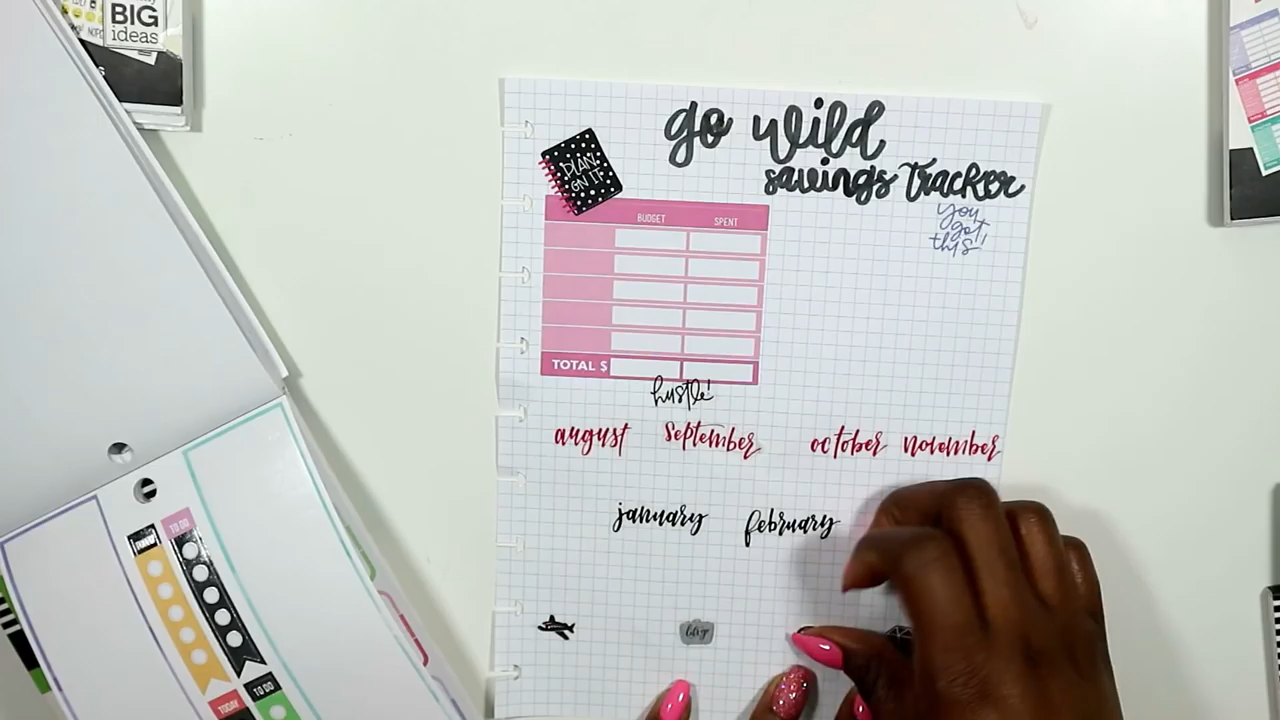 BIG
ideas
go wild
savings tracker
PLAN
ON IT
BUDGET SPENT
You
got
this!
TOTAL $
hustle!
august september october november
january february
TO DO
TO DO
TODAY